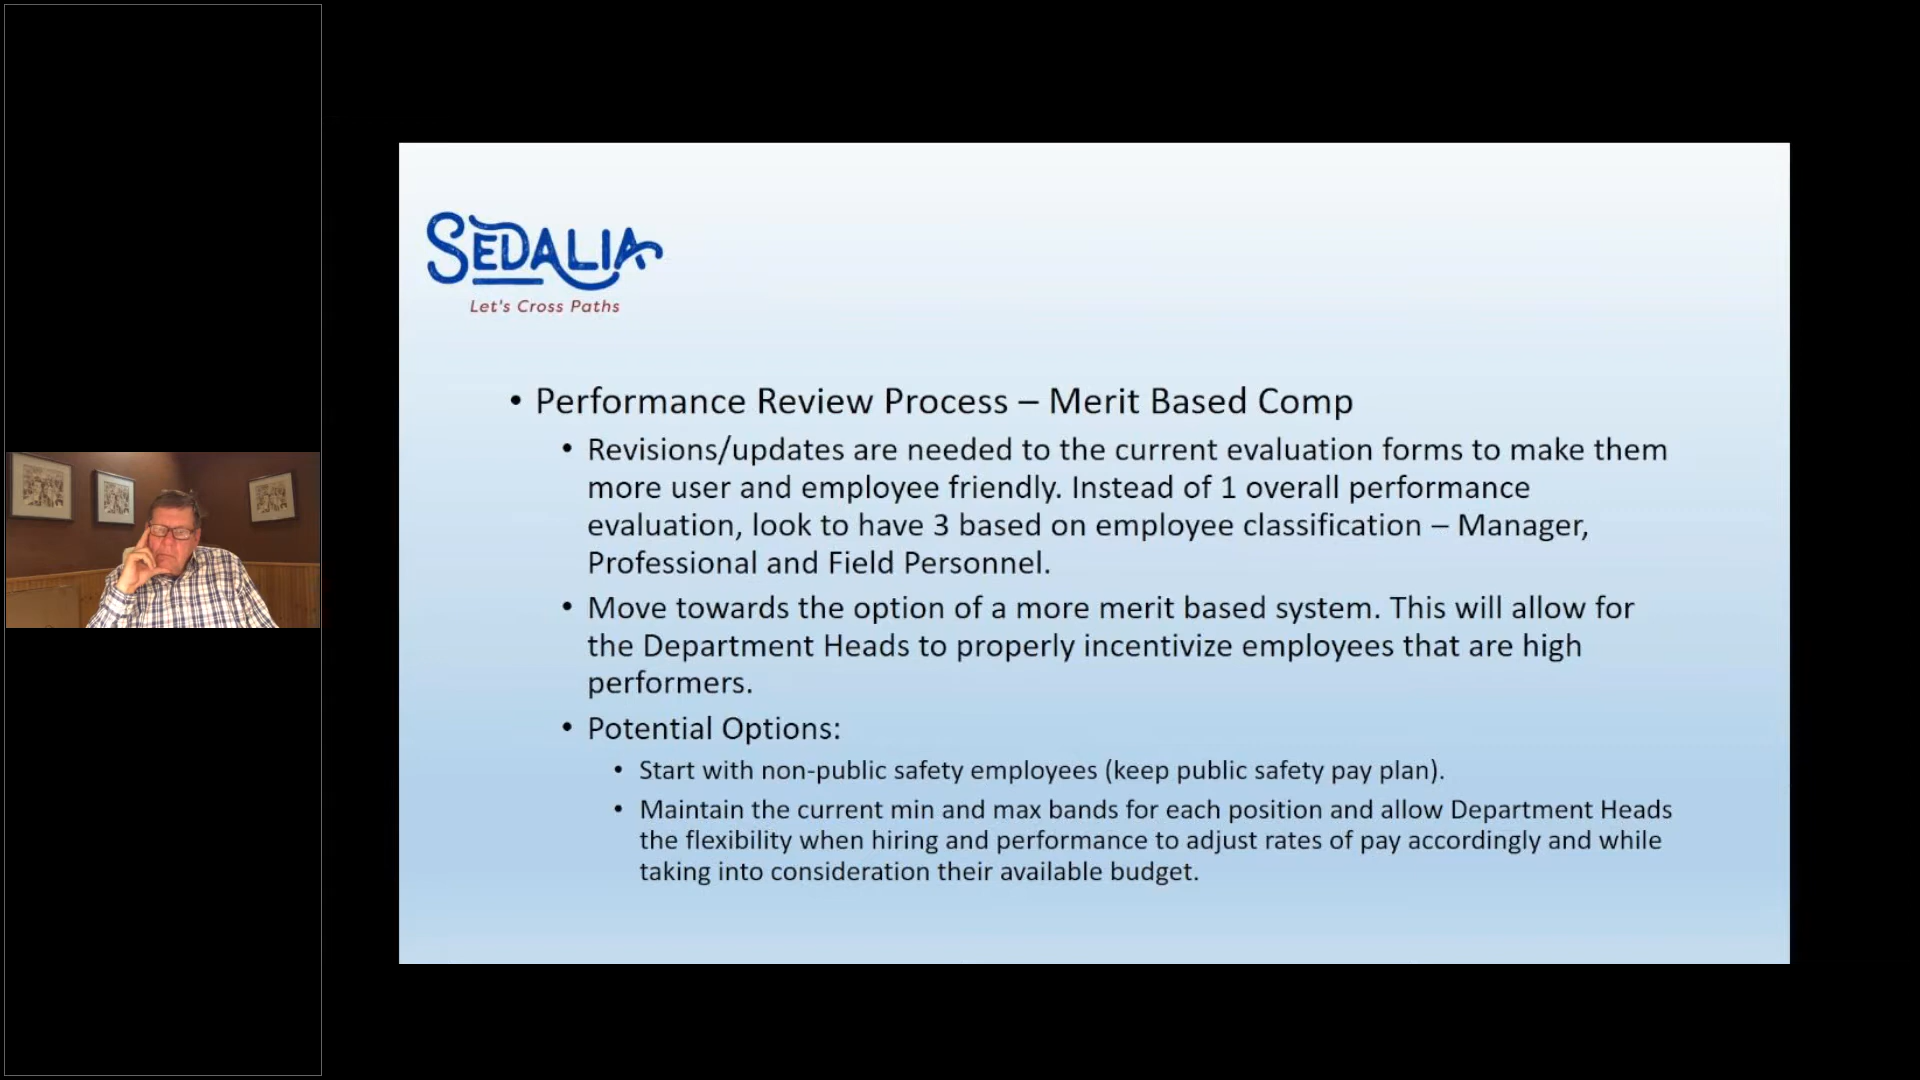 SEDALIA
Let's Cross Paths
• Performance Review Process – Merit Based Comp
• Revisions/updates are needed to the current evaluation forms to make them
more user and employee friendly. Instead of 1 overall performance
evaluation, look to have 3 based on employee classification – Manager,
Professional and Field Personnel.
• Move towards the option of a more merit based system. This will allow for
the Department Heads to properly incentivize employees that are high
performers.
• Potential Options:
• Start with non-public safety employees (keep public safety pay plan).
• Maintain the current min and max bands for each position and allow Department Heads
the flexibility when hiring and performance to adjust rates of pay accordingly and while
taking into consideration their available budget.